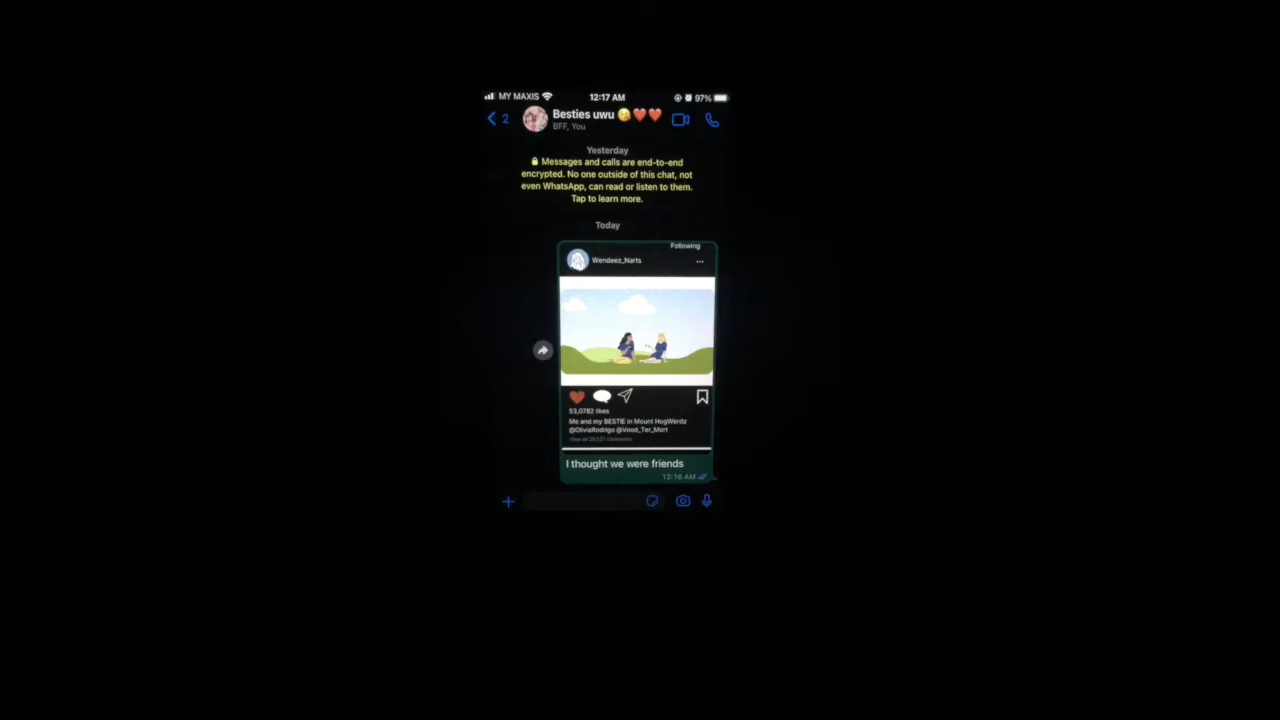 MY MAXIS 12:17 AM 97%
2 Besties uwu 😘❤️❤️
BFF, You
Yesterday
🔒 Messages and calls are end-to-end
encrypted. No one outside of this chat, not
even WhatsApp, can read or listen to them.
Tap to learn more.
Today
Following
Wendeez_Narts
53,0782 likes
Me and my BESTIE in Mount HogWerdz
@OliviaRodrigo @Vood_Ter_Mort
I thought we were friends
12:16 AM